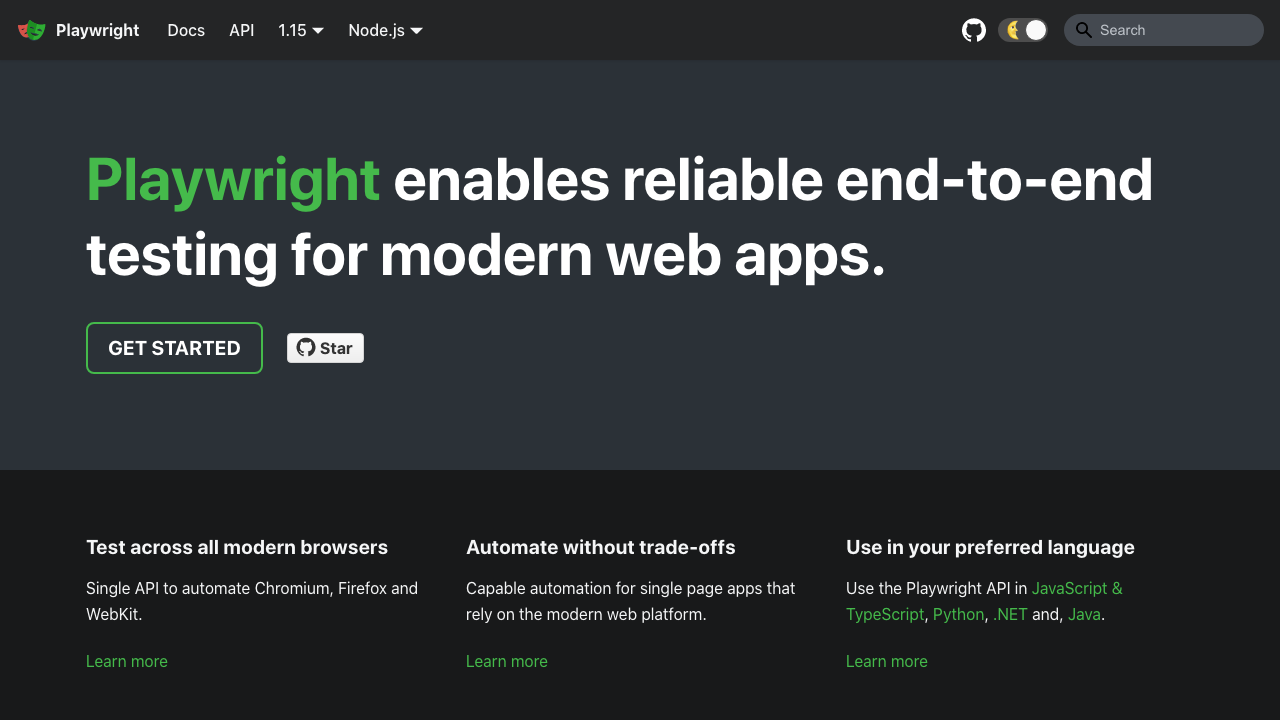 Playwright Docs API 1.15 Node.js Search
Playwright enables reliable end-to-end
testing for modern web apps.
GET STARTED Star
Test across all modern browsers
Single API to automate Chromium, Firefox and
WebKit.
Learn more
Automate without trade-offs
Capable automation for single page apps that
rely on the modern web platform.
Learn more
Use in your preferred language
Use the Playwright API in JavaScript &
TypeScript, Python, .NET and, Java.
Learn more